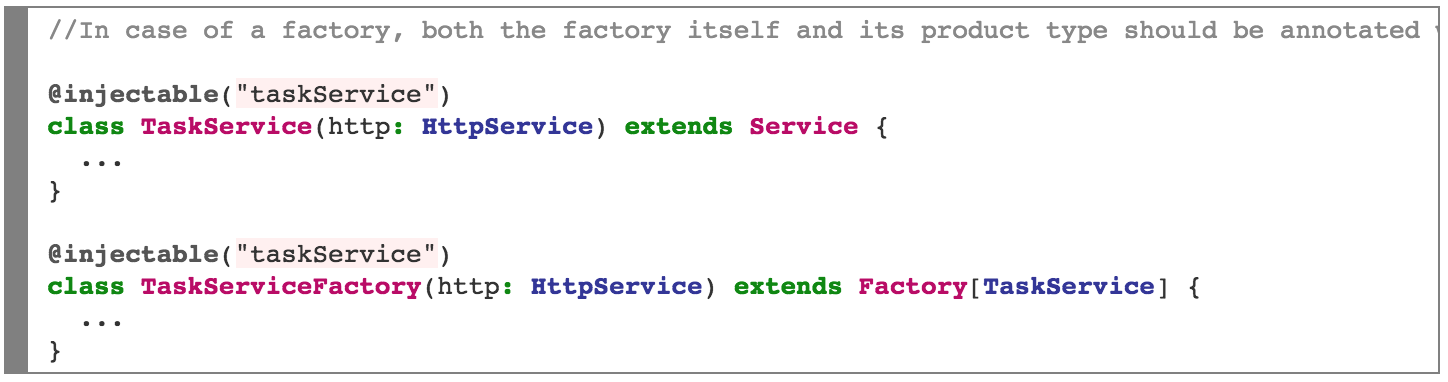 //In case of a factory, both the factory itself and its product type should be annotated
@injectable("taskService")
class TaskService(http: HttpService) extends Service {
  ...
}
@injectable("taskService")
class TaskServiceFactory(http: HttpService) extends Factory[TaskService] {
  ...
}